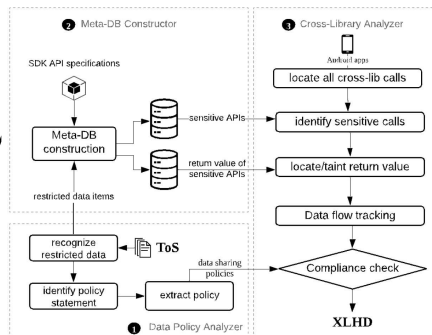 2 Meta-DB Constructor
SDK API specifications
Meta-DB
construction
sensitive APIs
return value of
sensitive APIs
restricted data items
3 Cross-Library Analyzer
Android apps
locate all cross-lib calls
identify sensitive calls
locate/taint return value
Data flow tracking
Compliance check
XLHD
recognize
restricted data
ToS
identify policy
statement
extract policy
data sharing
policies
1 Data Policy Analyzer